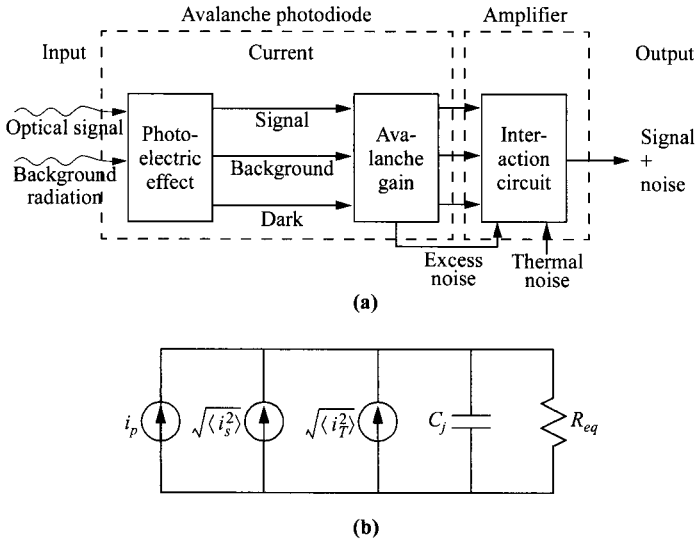 Avalanche photodiode
Amplifier
Input
Current
Output
Optical signal
Background
radiation
Photo-
electric
effect
Signal
Background
Dark
Ava-
lanche
gain
Inter-
action
circuit
Signal
+
noise
Excess
noise
Thermal
noise
(a)
i_p
√⟨i_s^2⟩
√⟨i_T^2⟩
C_j
R_eq
(b)